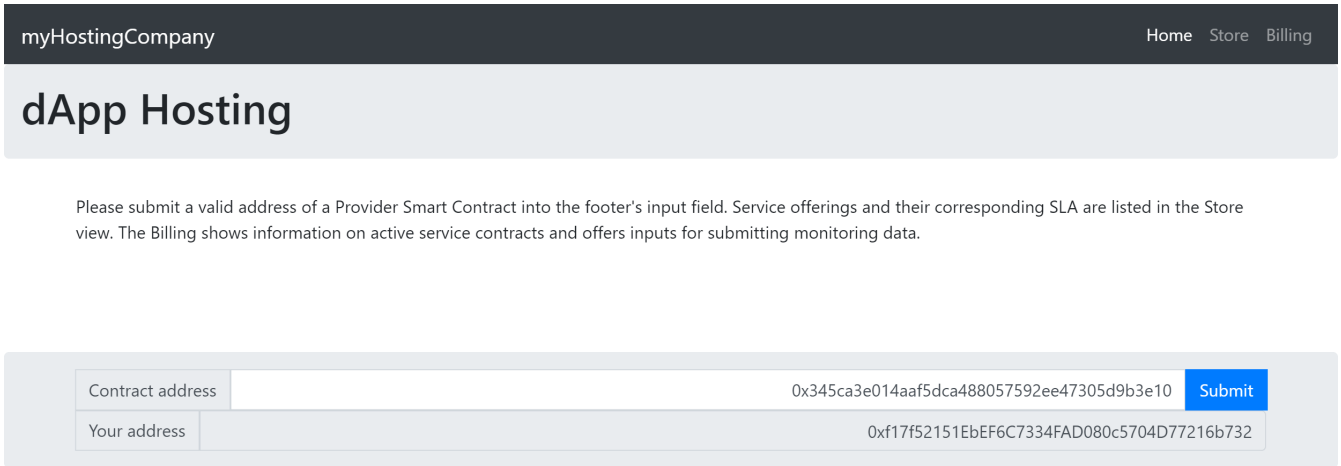 myHostingCompany Home Store Billing
dApp Hosting
Please submit a valid address of a Provider Smart Contract into the footer's input field. Service offerings and their corresponding SLA are listed in the Store
view. The Billing shows information on active service contracts and offers inputs for submitting monitoring data.
Contract address 0x345ca3e014aaf5dca488057592ee47305d9b3e10 Submit
Your address 0xf17f52151EbEF6C7334FAD080c5704D77216b732